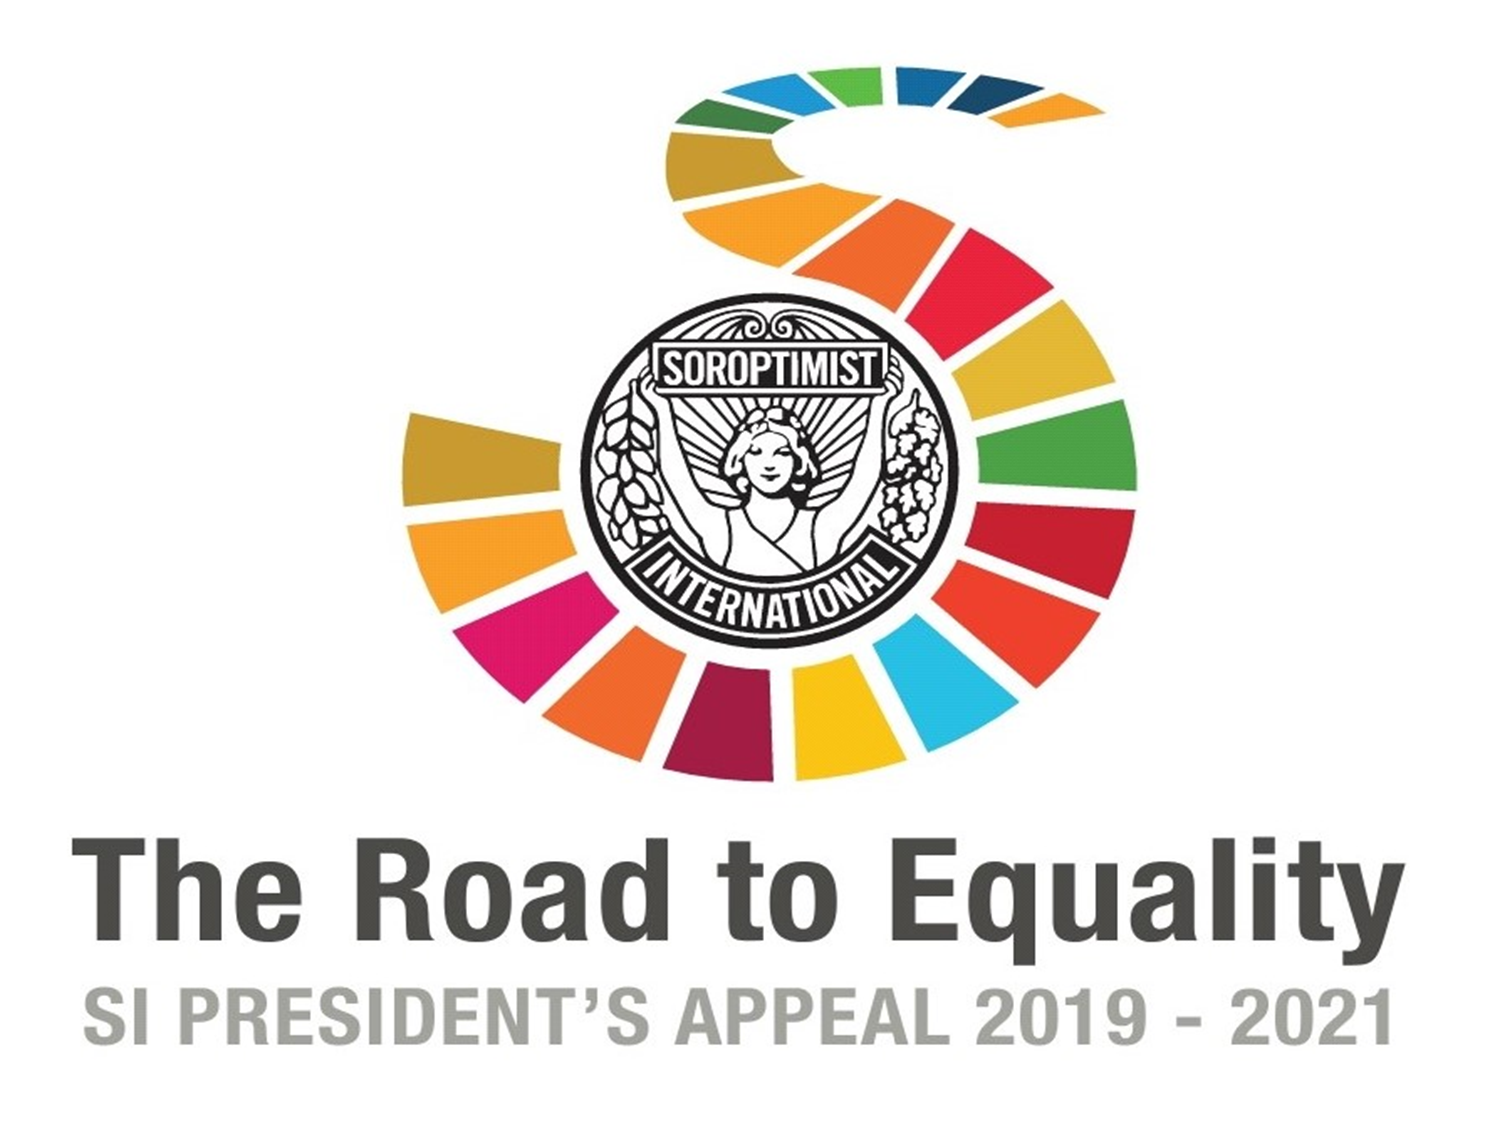 SOROPTIMIST
INTERNATIONAL
The Road to Equality
SI PRESIDENT’S APPEAL 2019 - 2021